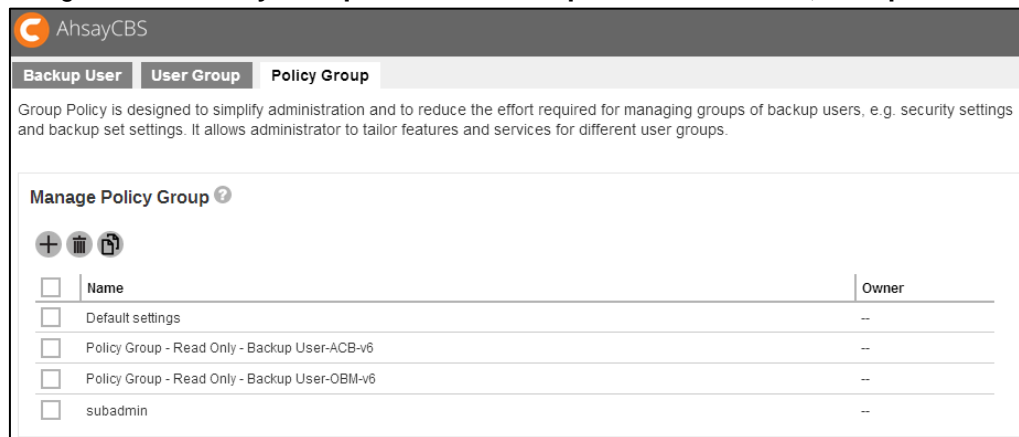 AhsayCBS
Backup User User Group Policy Group
Group Policy is designed to simplify administration and to reduce the effort required for managing groups of backup users, e.g. security settings
and backup set settings. It allows administrator to tailor features and services for different user groups.
Manage Policy Group ?
Name Owner
Default settings --
Policy Group - Read Only - Backup User-ACB-v6 --
Policy Group - Read Only - Backup User-OBM-v6 --
subadmin --